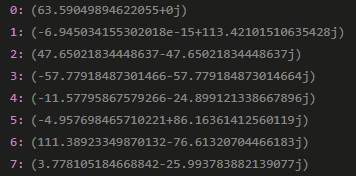 0: (63.59049894622055+0j)
1: (-6.945034155302018e-15+113.42101510635428j)
2: (47.65021834448637-47.65021834448637j)
3: (-57.77918487301466-57.779184873014664j)
4: (-11.57795867579266-24.899121338667896j)
5: (-4.957698465710221+86.16361412560119j)
6: (111.38923349870132-76.61320704466183j)
7: (3.778105184668842-25.993783882139077j)